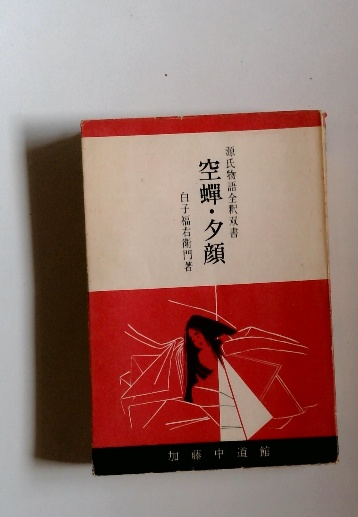 源氏物語全釈双書
空蟬・夕顔
白子福右衛門著
加藤中道館